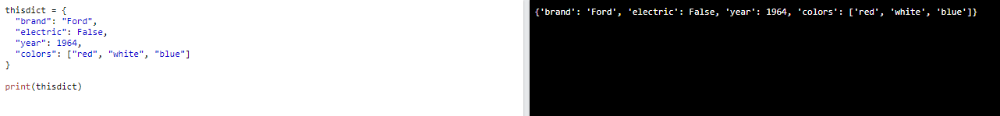 thisdict = {
  "brand": "Ford",
  "electric": False,
  "year": 1964,
  "colors": ["red", "white", "blue"]
}
print(thisdict)
{'brand': 'Ford', 'electric': False, 'year': 1964, 'colors': ['red', 'white', 'blue']}